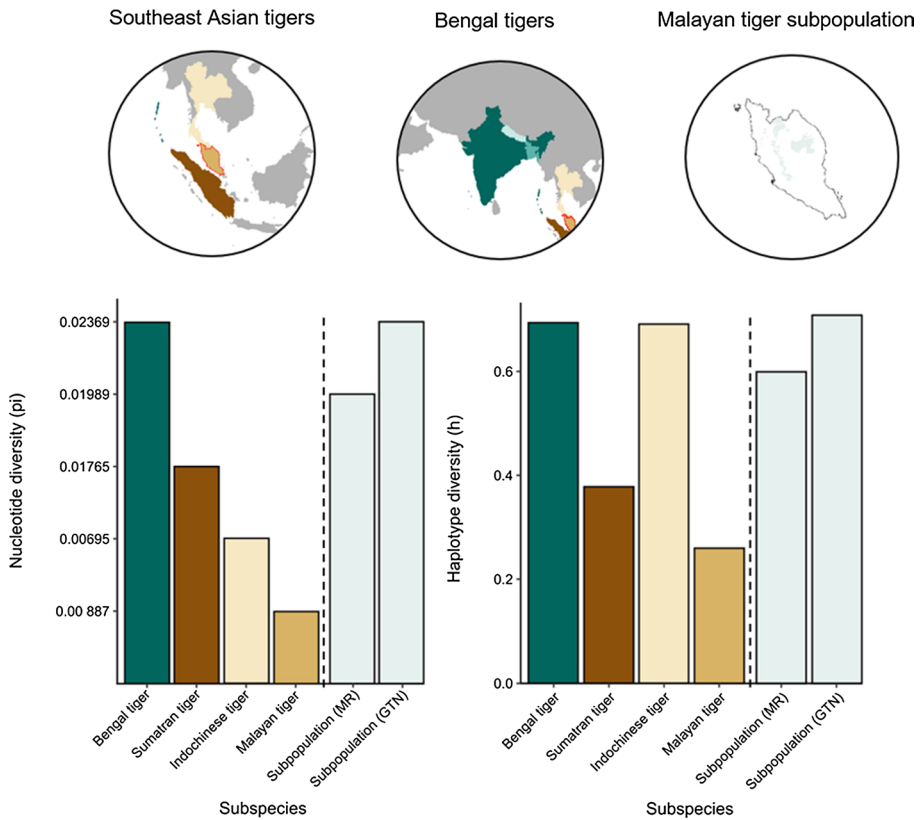 Southeast Asian tigers
Bengal tigers
Malayan tiger subpopulation
Nucleotide diversity (pi)
0.02369
0.01989
0.01765
0.00695
0.00 887
Bengal tiger
Sumatran tiger
Indochinese tiger
Malayan tiger
Subpopulation (MR)
Subpopulation (GTN)
Subspecies
Haplotype diversity (h)
0.6
0.4
0.2
0.0
Bengal tiger
Sumatran tiger
Indochinese tiger
Malayan tiger
Subpopulation (MR)
Subpopulation (GTN)
Subspecies